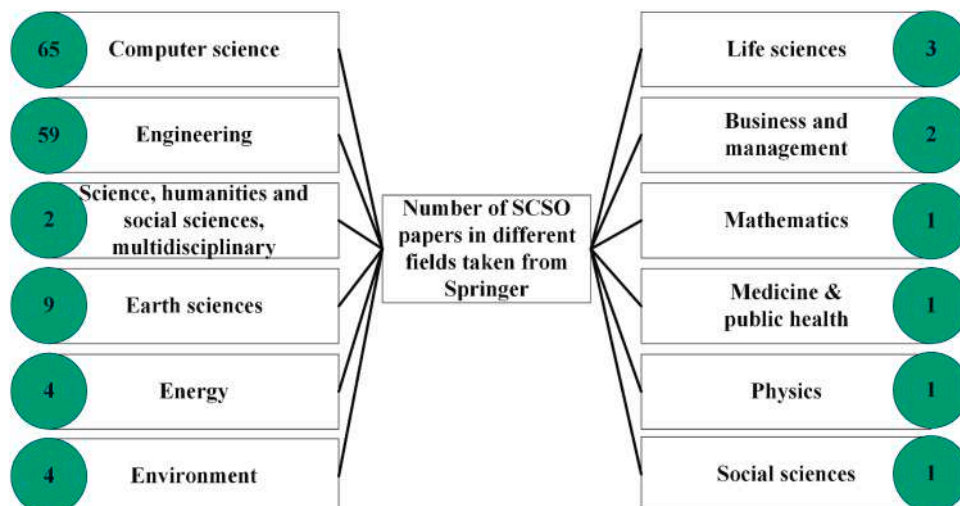 65
Computer science
59
Engineering
2
Science, humanities and
social sciences,
multidisciplinary
9
Earth sciences
4
Energy
4
Environment
Number of SCSO
papers in different
fields taken from
Springer
Life sciences
3
Business and
management
2
Mathematics
1
Medicine &
public health
1
Physics
1
Social sciences
1